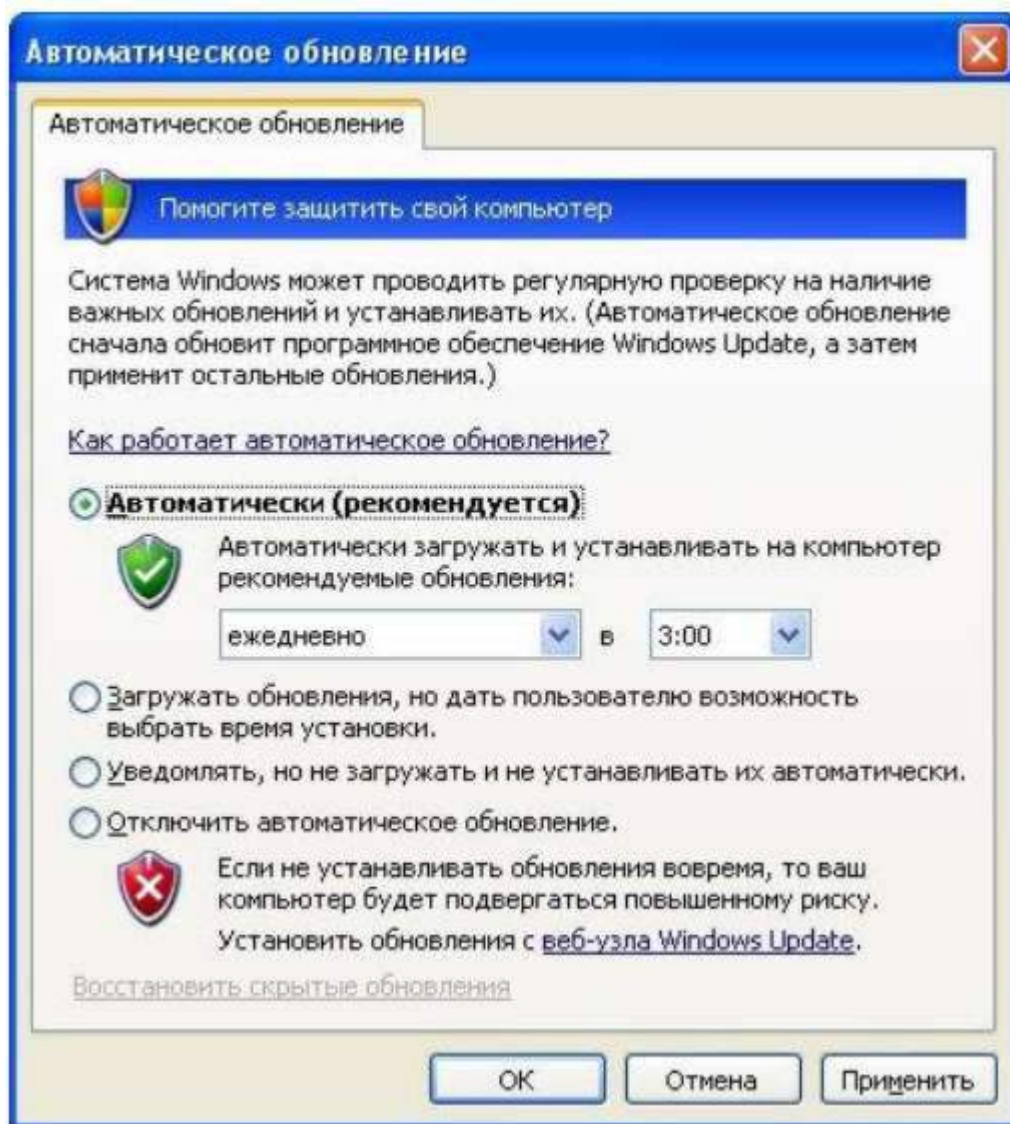 Автоматическое обновление
Автоматическое обновление
Помогите защитить свой компьютер
Система Windows может проводить регулярную проверку на наличие
важных обновлений и устанавливать их. (Автоматическое обновление
сначала обновит программное обеспечение Windows Update, а затем
применит остальные обновления.)
Как работает автоматическое обновление?
Автоматически (рекомендуется)
Автоматически загружать и устанавливать на компьютер
рекомендуемые обновления:
ежедневно в 3:00
Загружать обновления, но дать пользователю возможность
выбрать время установки.
Уведомлять, но не загружать и не устанавливать их автоматически.
Отключить автоматическое обновление.
Если не устанавливать обновления вовремя, то ваш
компьютер будет подвергаться повышенному риску.
Установить обновления с веб-узла Windows Update.
Восстановить скрытые обновления
ОК Отмена Применить